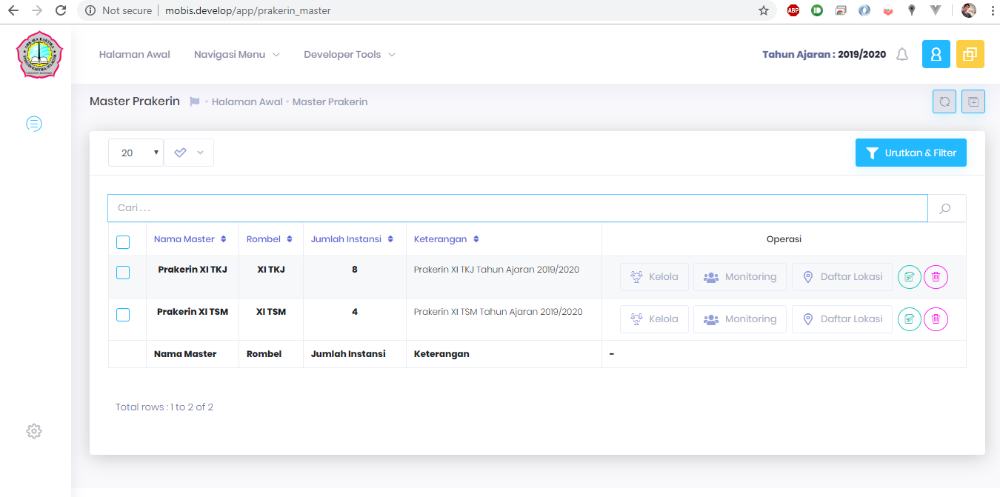 Not secure | mobis.develop/app/prakerin_master
ABP
Halaman Awal Navigasi Menu Developer Tools Tahun Ajaran : 2019/2020
Master Prakerin Halaman Awal Master Prakerin
20 Urutkan & Filter
Cari . . .
Nama Master Rombel Jumlah Instansi Keterangan Operasi
Prakerin XI TKJ XI TKJ 8 Prakerin XI TKJ Tahun Ajaran 2019/2020 Kelola Monitoring Daftar Lokasi
Prakerin XI TSM XI TSM 4 Prakerin XI TSM Tahun Ajaran 2019/2020 Kelola Monitoring Daftar Lokasi
Nama Master Rombel Jumlah Instansi Keterangan -
Total rows : 1 to 2 of 2